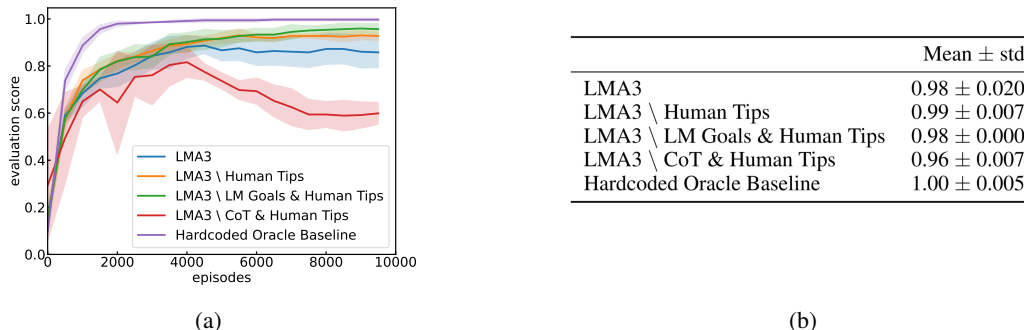 1.0
0.8
0.6
0.4
0.2
0.0
evaluation score
LMA3
LMA3 \ Human Tips
LMA3 \ LM Goals & Human Tips
LMA3 \ CoT & Human Tips
Hardcoded Oracle Baseline
0 2000 4000 6000 8000 10000
episodes
(a)
Mean ± std
LMA3 0.98 ± 0.020
LMA3 \ Human Tips 0.99 ± 0.007
LMA3 \ LM Goals & Human Tips 0.98 ± 0.000
LMA3 \ CoT & Human Tips 0.96 ± 0.007
Hardcoded Oracle Baseline 1.00 ± 0.005
(b)